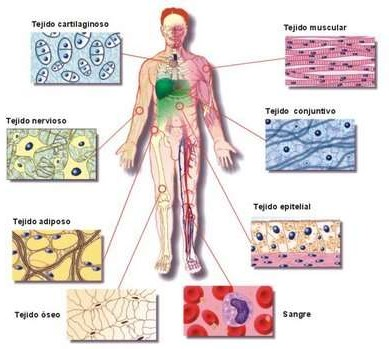 Tejido cartilaginoso
Tejido muscular
Tejido nervioso
Tejido conjuntivo
Tejido adiposo
Tejido epitelial
Tejido óseo
Sangre